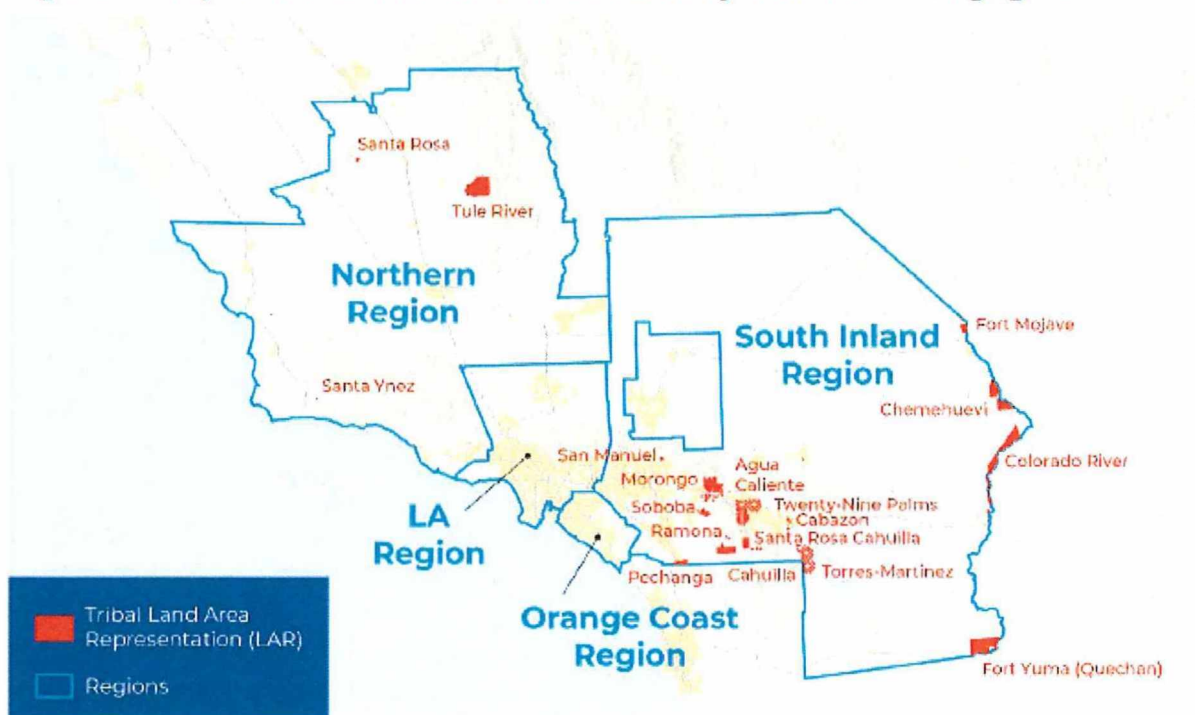 Santa Rosa
Tule River
Northern
Region
Santa Ynez
South Inland
Region
Fort Mojave
Chemehuevi
Colorado River
San Manuel
Morongo
Agua
Caliente
Soboba
Twenty-Nine Palms
Cabazon
Ramona
Santa Rosa Cahuilla
Pechanga
Cahuilla
Torres-Martinez
LA
Region
Orange Coast
Region
Fort Yuma (Quechan)
Tribal Land Area
Representation (LAR)
Regions